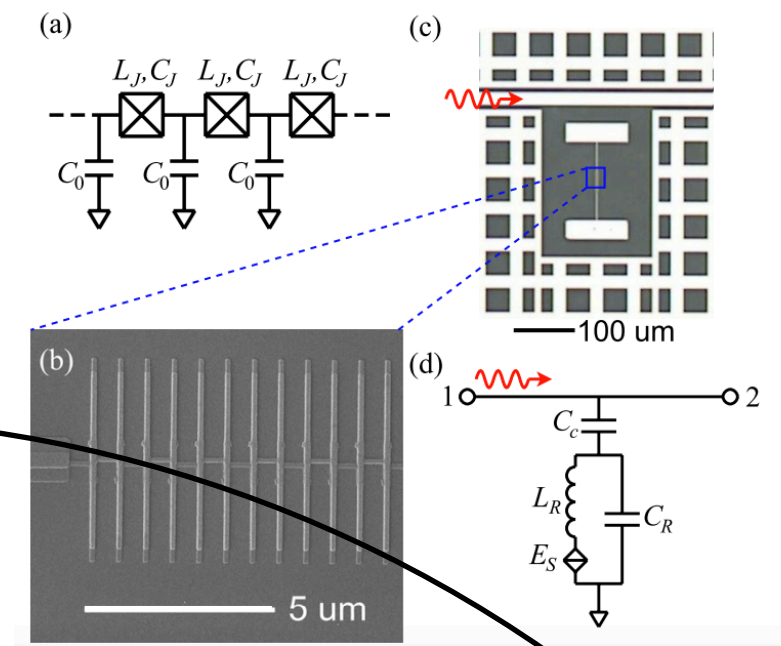 (a)
L_J, C_J L_J, C_J L_J, C_J
C_0 C_0 C_0
(b)
5 um
(c)
100 um
(d)
1 2
C_c
L_R
C_R
E_S